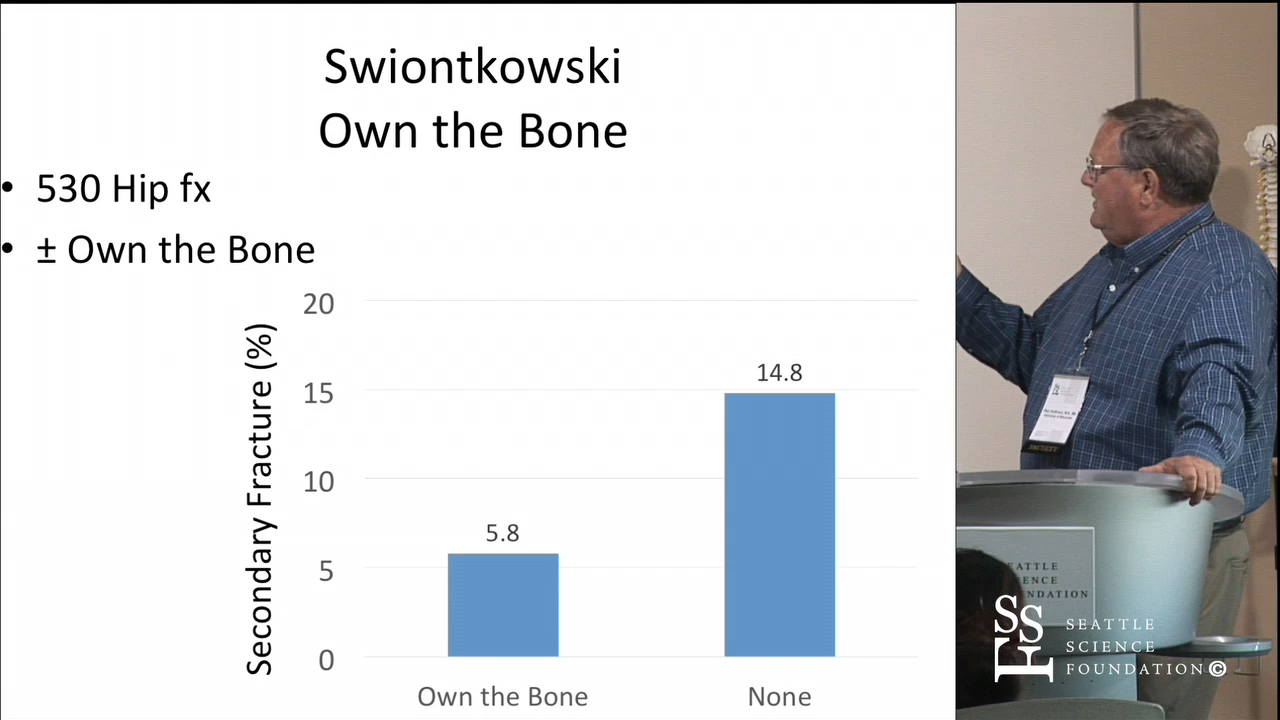 Swiontkowski
Own the Bone
• 530 Hip fx
• ± Own the Bone
Secondary Fracture (%)
20
15
10
5
0
5.8
14.8
Own the Bone
None
SEATTLE
SCIENCE
FOUNDATION
SSF
SEATTLE
SCIENCE
FOUNDATION©